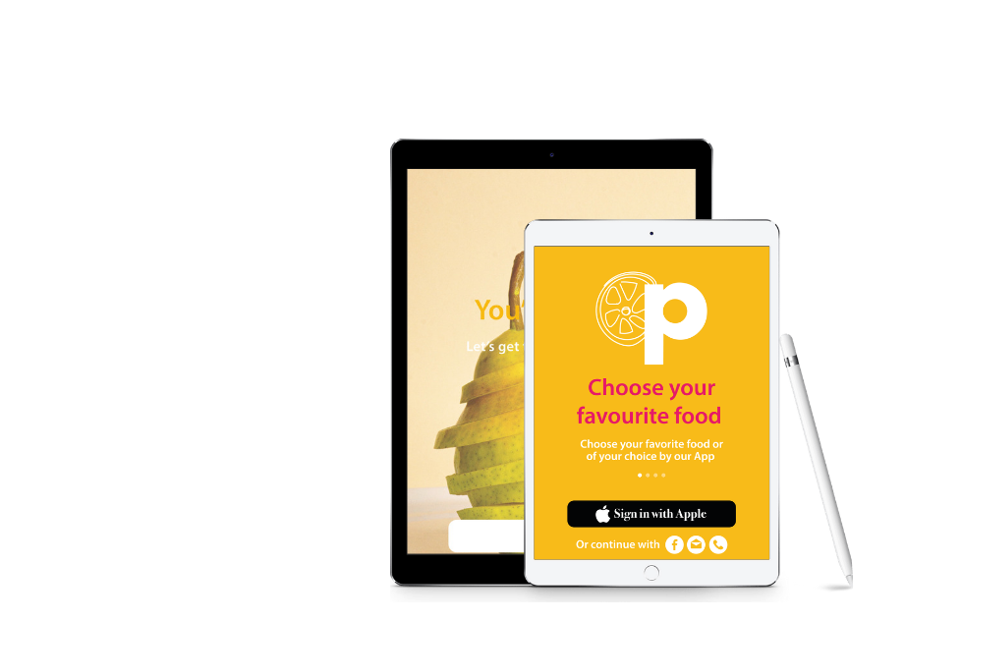 You
Let's get
p
Choose your
favourite food
Choose your favorite food or
of your choice by our App
Sign in with Apple
Or continue with